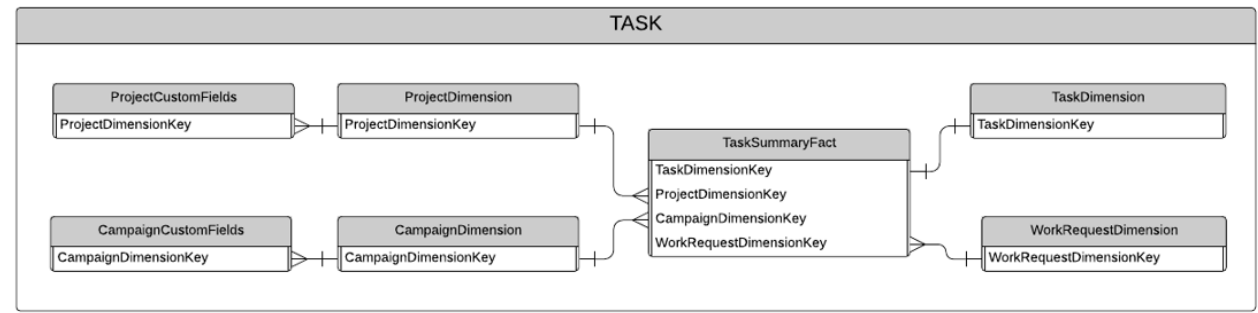 TASK
ProjectCustomFields
ProjectDimensionKey
ProjectDimension
ProjectDimensionKey
TaskDimension
TaskDimensionKey
TaskSummaryFact
TaskDimensionKey
ProjectDimensionKey
CampaignDimensionKey
WorkRequestDimensionKey
CampaignCustomFields
CampaignDimensionKey
CampaignDimension
CampaignDimensionKey
WorkRequestDimension
WorkRequestDimensionKey